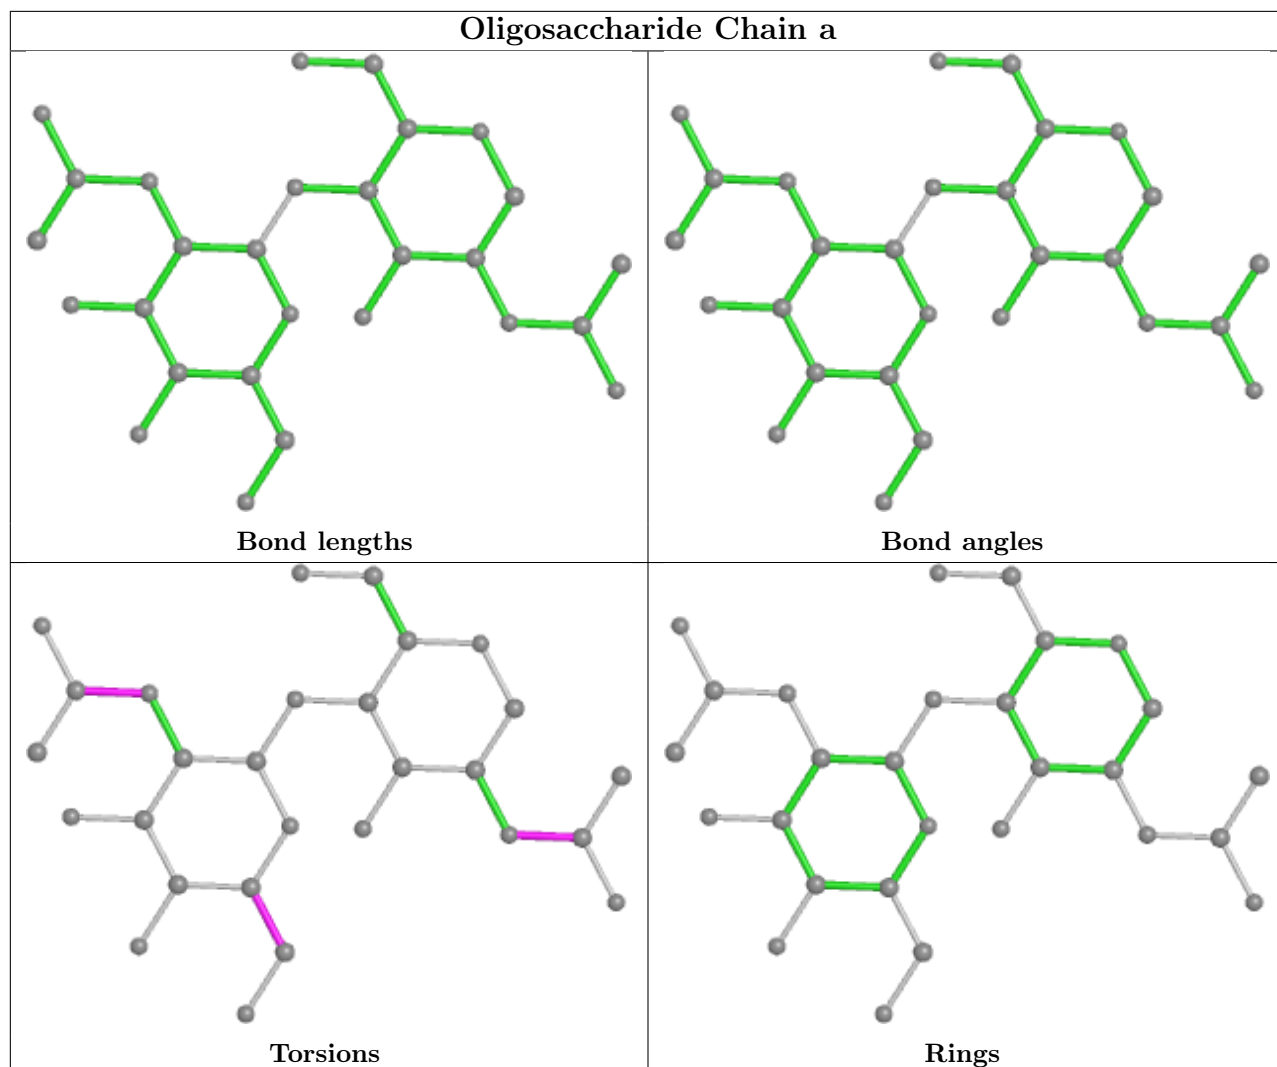 Oligosaccharide Chain a
Bond lengths
Bond angles
Torsions
Rings